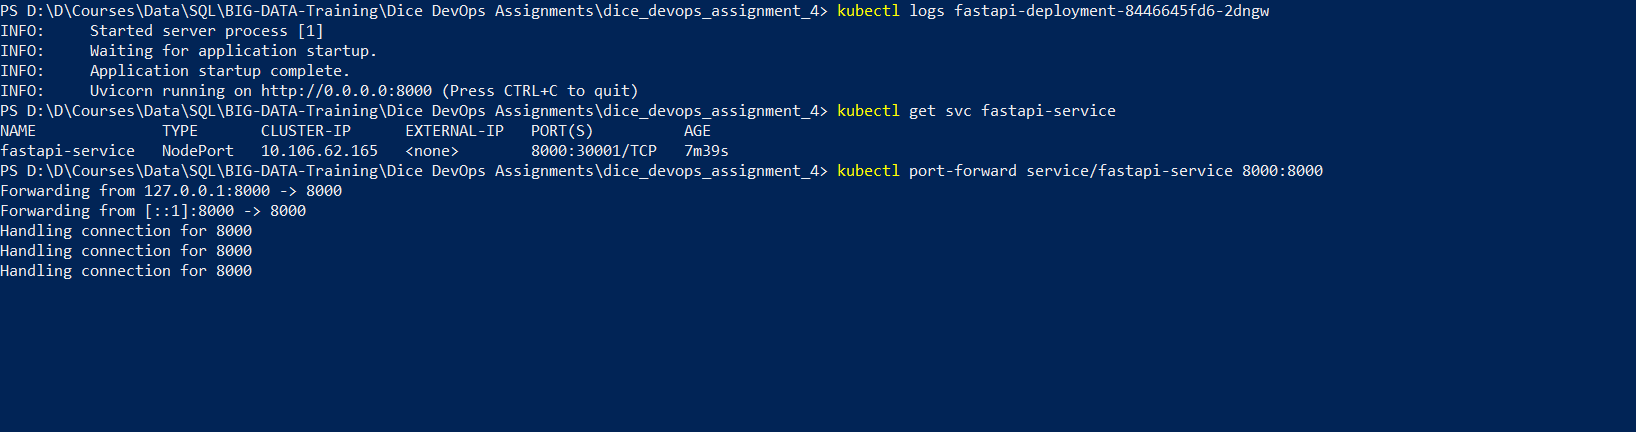 PS D:\D\Courses\Data\SQL\BIG-DATA-Training\Dice DevOps Assignments\dice_devops_assignment_4> kubectl logs fastapi-deployment-8446645fd6-2dngw
INFO:     Started server process [1]
INFO:     Waiting for application startup.
INFO:     Application startup complete.
INFO:     Uvicorn running on http://0.0.0.0:8000 (Press CTRL+C to quit)
PS D:\D\Courses\Data\SQL\BIG-DATA-Training\Dice DevOps Assignments\dice_devops_assignment_4> kubectl get svc fastapi-service
NAME              TYPE       CLUSTER-IP      EXTERNAL-IP   PORT(S)          AGE
fastapi-service   NodePort   10.106.62.165   <none>        8000:30001/TCP   7m39s
PS D:\D\Courses\Data\SQL\BIG-DATA-Training\Dice DevOps Assignments\dice_devops_assignment_4> kubectl port-forward service/fastapi-service 8000:8000
Forwarding from 127.0.0.1:8000 -> 8000
Forwarding from [::1]:8000 -> 8000
Handling connection for 8000
Handling connection for 8000
Handling connection for 8000